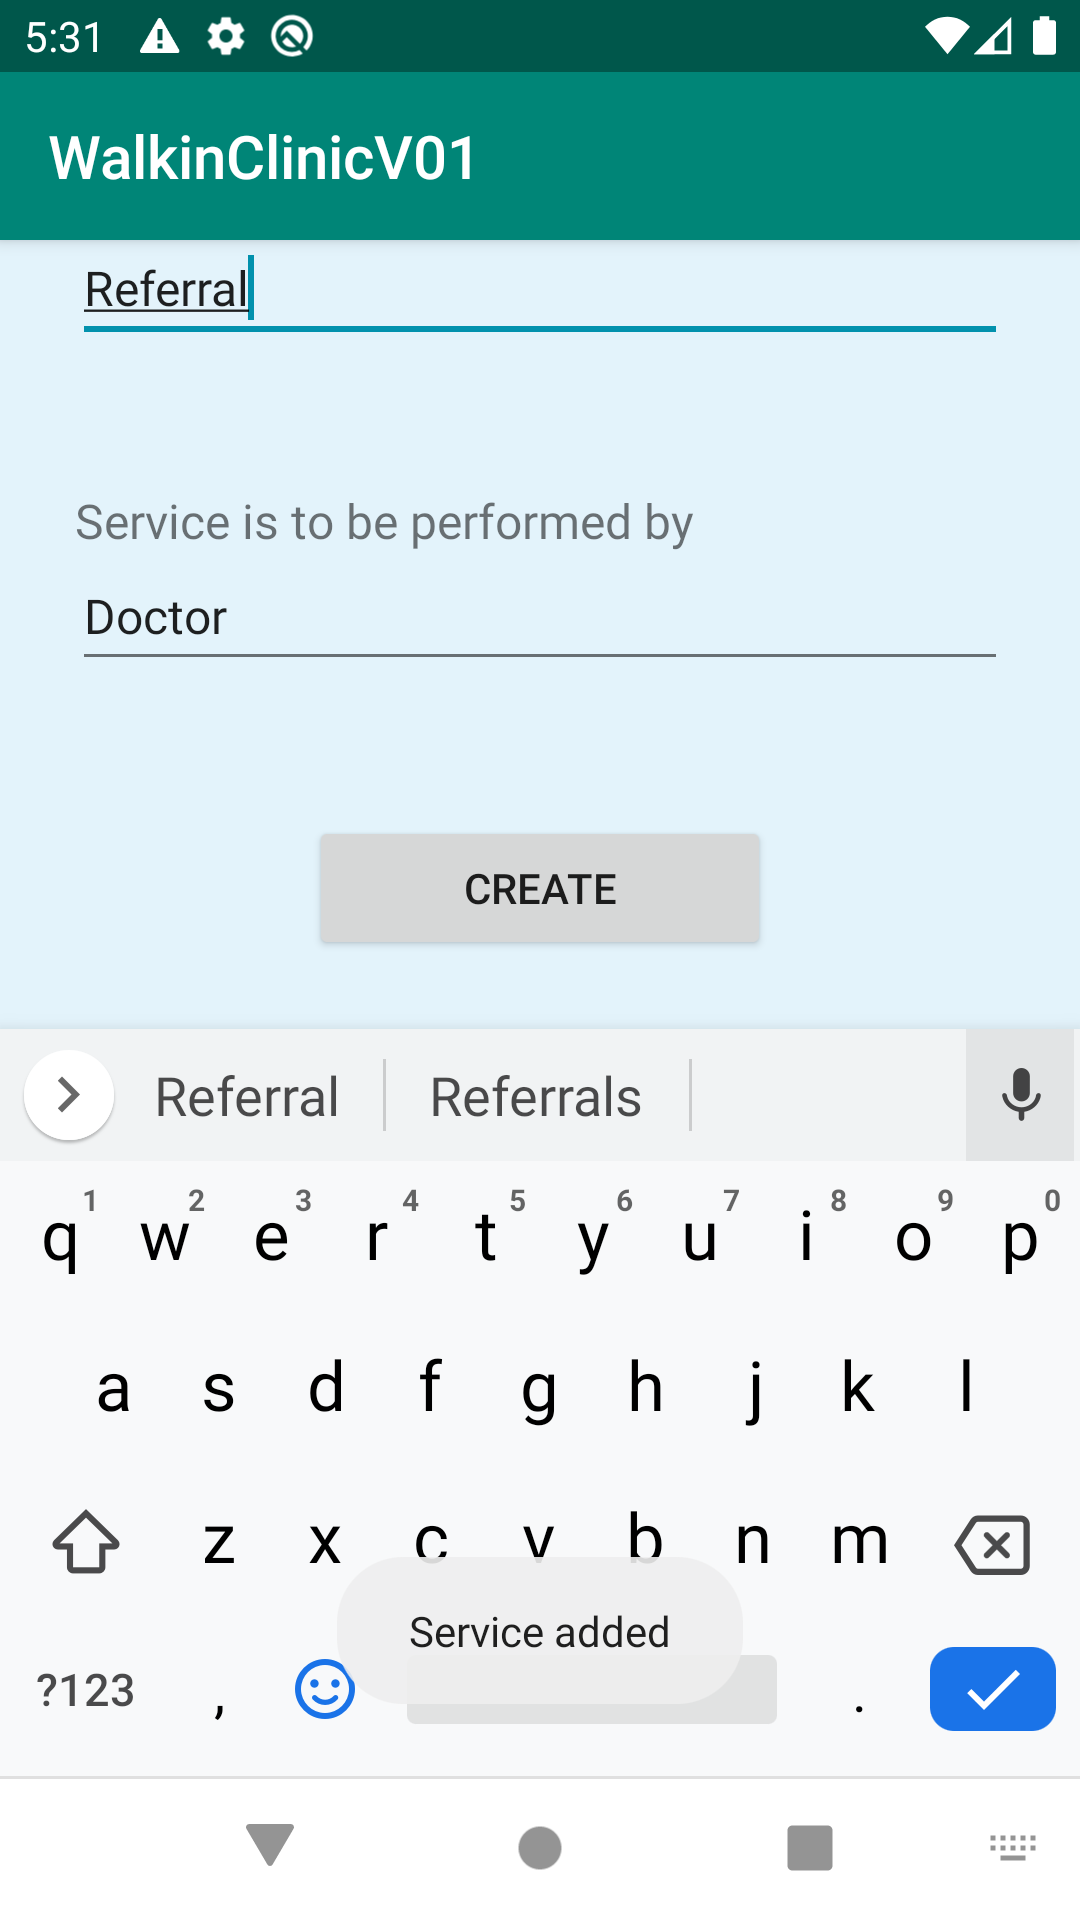 5:31
WalkinClinicV01
Referral
Service is to be performed by
Doctor
CREATE
Referral Referrals
1 2 3 4 5 6 7 8 9 0
q w e r t y u i o p
a s d f g h j k l
z x c v b n m
Service added
?123 , .